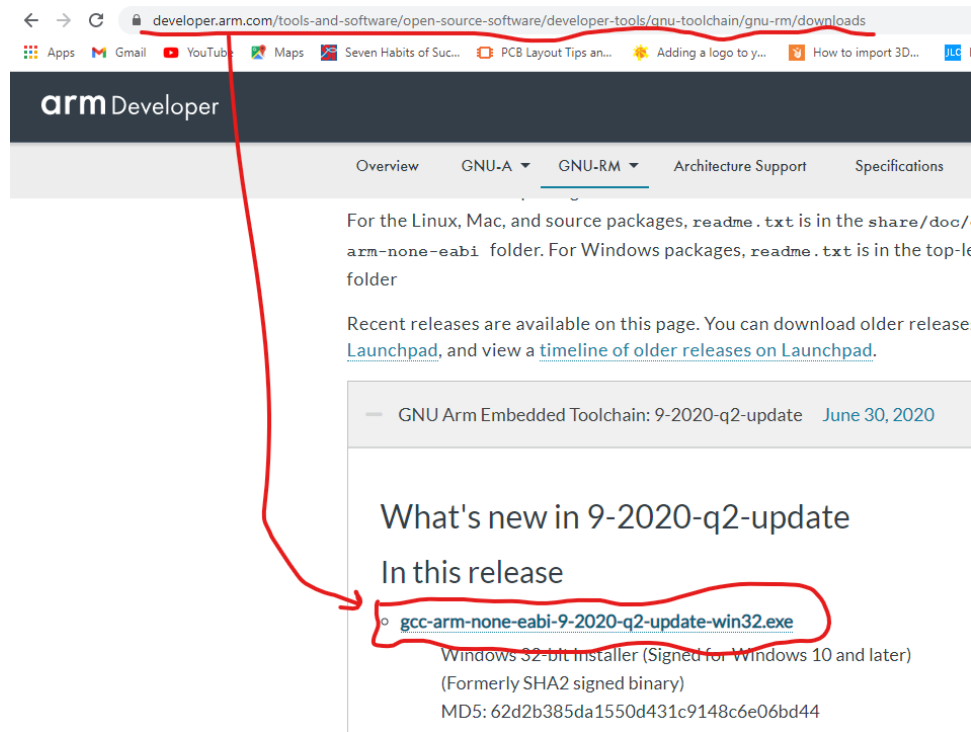 developer.arm.com/tools-and-software/open-source-software/developer-tools/gnu-toolchain/gnu-rm/downloads
Apps Gmail YouTube Maps Seven Habits of Suc... PCB Layout Tips an... Adding a logo to y... How to import 3D... JLC
arm Developer
Overview GNU-A GNU-RM Architecture Support Specifications
For the Linux, Mac, and source packages, readme.txt is in the share/doc/
arm-none-eabi folder. For Windows packages, readme.txt is in the top-le
folder
Recent releases are available on this page. You can download older release
Launchpad, and view a timeline of older releases on Launchpad.
GNU Arm Embedded Toolchain: 9-2020-q2-update June 30, 2020
What's new in 9-2020-q2-update
In this release
gcc-arm-none-eabi-9-2020-q2-update-win32.exe
Windows 32-bit Installer (Signed for Windows 10 and later)
(Formerly SHA2 signed binary)
MD5: 62d2b385da1550d431c9148c6e06bd44